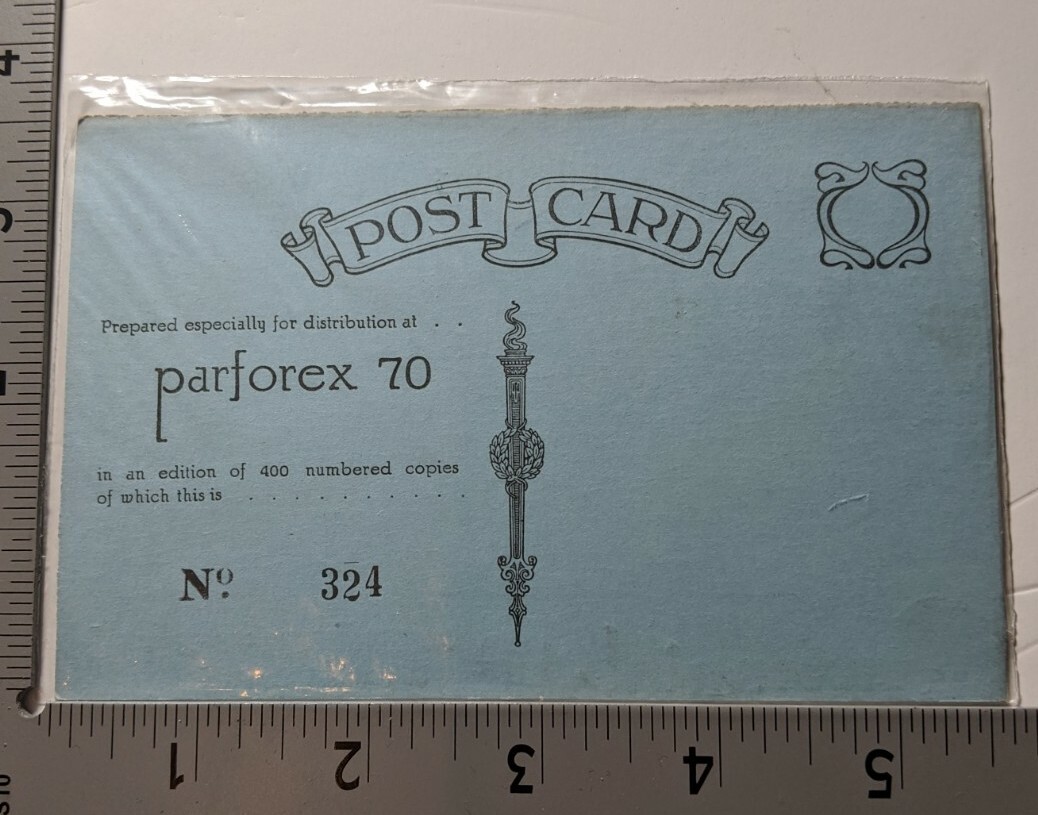 POST CARD
Prepared especially for distribution at . .
parforex 70
in an edition of 400 numbered copies
of which this is . . . . . . . . . .
Nº 324
1 2 3 4 5
4